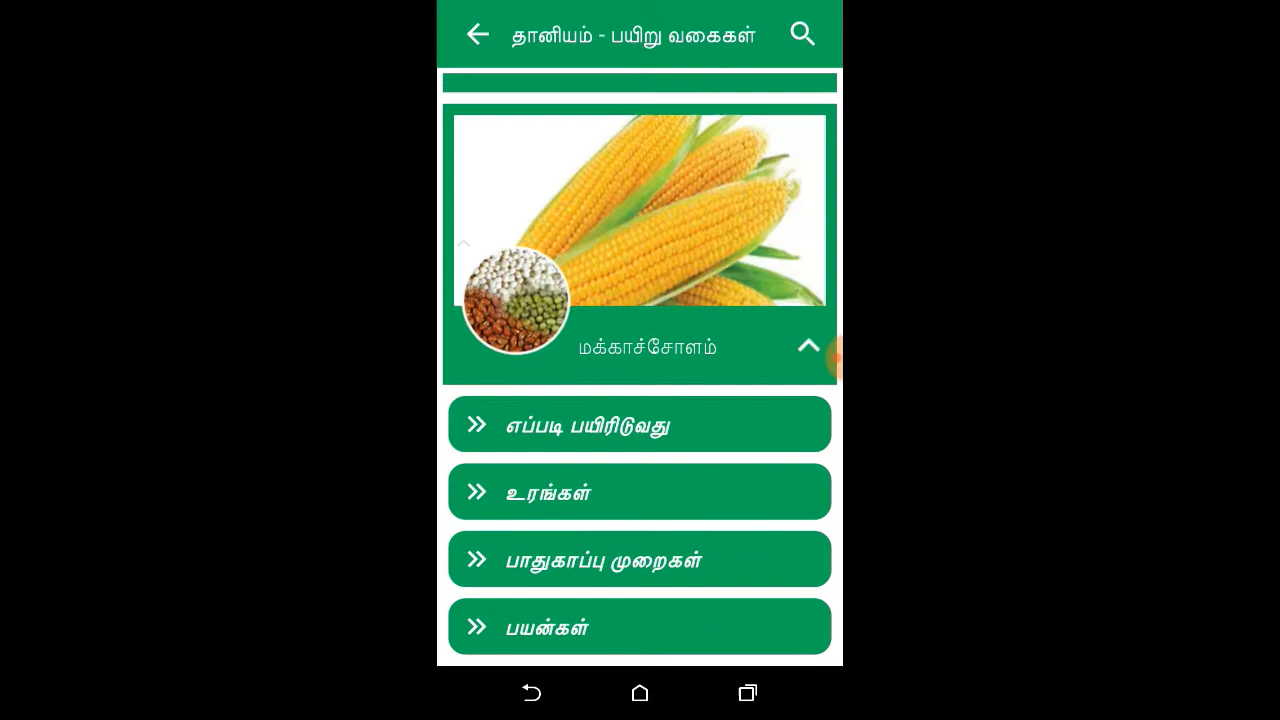 தானியம் - பயிறு வகைகள்
மக்காச்சோளம்
எப்படி பயிரிடுவது
உரங்கள்
பாதுகாப்பு முறைகள்
பயன்கள்